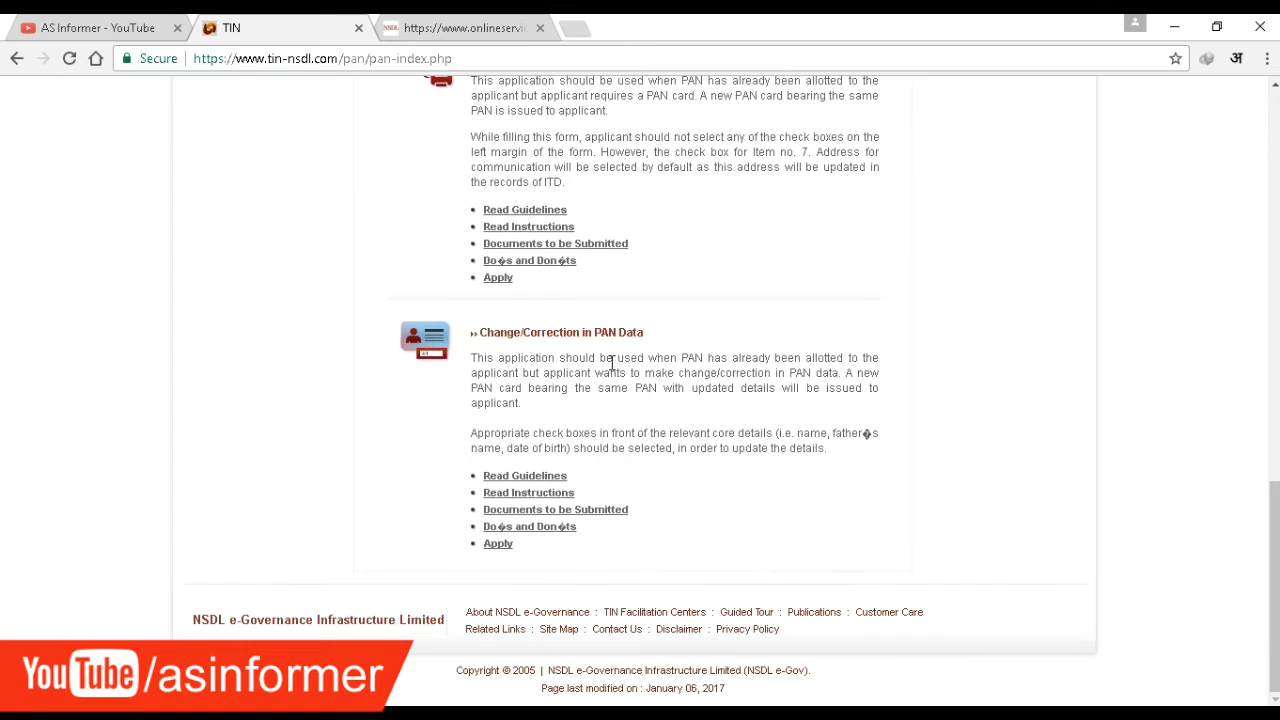 AS Informer - YouTube
TIN
https://www.onlineservic
Secure
https://www.tin-nsdl.com/pan/pan-index.php
अ
This application should be used when PAN has already been allotted to the
applicant but applicant requires a PAN card. A new PAN card bearing the same
PAN is issued to applicant.
While filling this form, applicant should not select any of the check boxes on the
left margin of the form. However, the check box for Item no. 7. Address for
communication will be selected by default as this address will be updated in
the records of ITD.
• Read Guidelines
• Read Instructions
• Documents to be Submitted
• Do�s and Don�ts
• Apply
›› Change/Correction in PAN Data
This application should be used when PAN has already been allotted to the
applicant but applicant wants to make change/correction in PAN data. A new
PAN card bearing the same PAN with updated details will be issued to
applicant.
Appropriate check boxes in front of the relevant core details (i.e. name, father�s
name, date of birth) should be selected, in order to update the details.
• Read Guidelines
• Read Instructions
• Documents to be Submitted
• Do�s and Don�ts
• Apply
NSDL e-Governance Infrastructure Limited
About NSDL e-Governance : TIN Facilitation Centers : Guided Tour : Publications : Customer Care
Related Links : Site Map : Contact Us : Disclaimer : Privacy Policy
YouTube/asinformer
Copyright © 2005 | NSDL e-Governance Infrastructure Limited (NSDL e-Gov).
Page last modified on : January 06, 2017